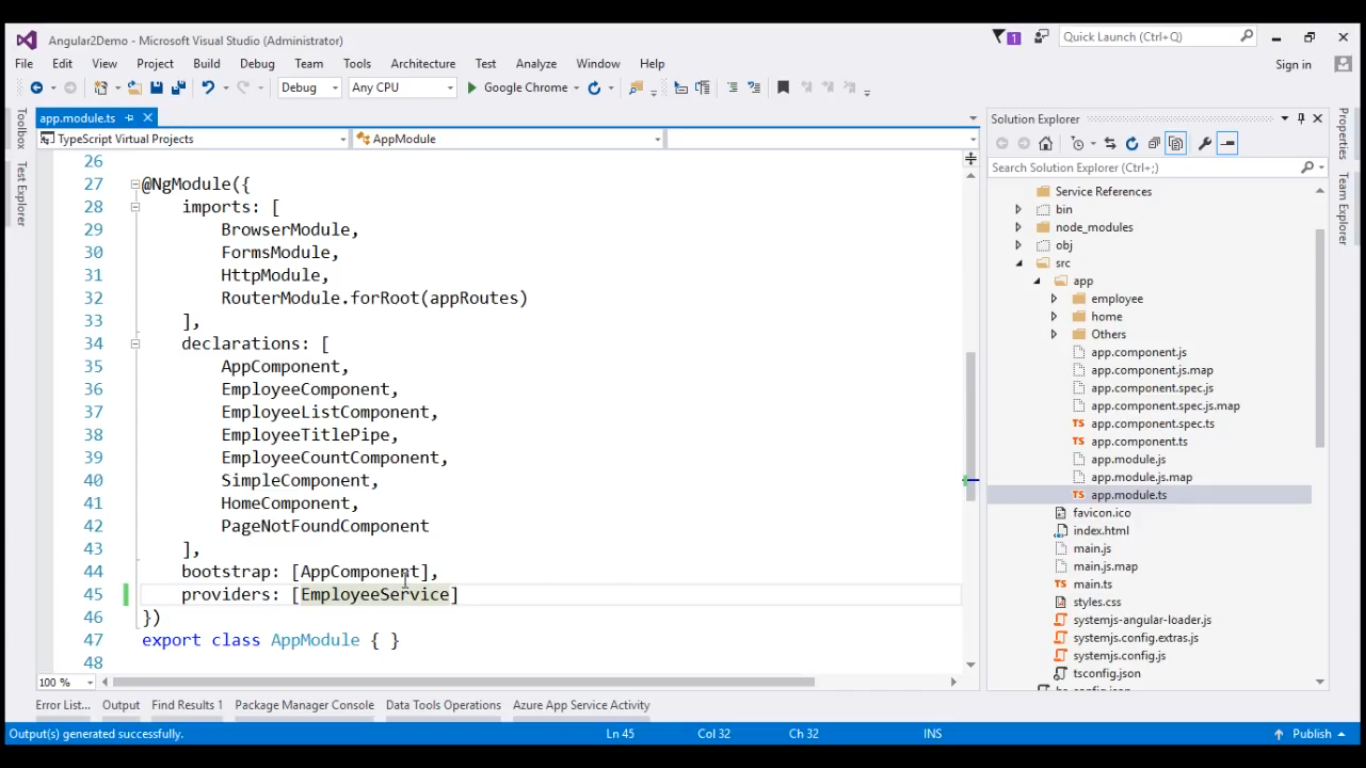 Angular2Demo - Microsoft Visual Studio (Administrator)
1
Quick Launch (Ctrl+Q)
File Edit View Project Build Debug Team Tools Architecture Test Analyze Window Help
Sign in
Debug Any CPU Google Chrome
Toolbox
Test Explorer
app.module.ts
TypeScript Virtual Projects AppModule
26
27 @NgModule({
28 imports: [
29 BrowserModule,
30 FormsModule,
31 HttpModule,
32 RouterModule.forRoot(appRoutes)
33 ],
34 declarations: [
35 AppComponent,
36 EmployeeComponent,
37 EmployeeListComponent,
38 EmployeeTitlePipe,
39 EmployeeCountComponent,
40 SimpleComponent,
41 HomeComponent,
42 PageNotFoundComponent
43 ],
44 bootstrap: [AppComponent],
45 providers: [EmployeeService]
46 })
47 export class AppModule { }
48
100 %
Solution Explorer
Search Solution Explorer (Ctrl+;)
Service References
bin
node_modules
obj
src
app
employee
home
Others
app.component.js
app.component.js.map
app.component.spec.js
app.component.spec.js.map
TS app.component.spec.ts
TS app.component.ts
app.module.js
app.module.js.map
TS app.module.ts
favicon.ico
index.html
main.js
main.js.map
TS main.ts
styles.css
systemjs-angular-loader.js
systemjs.config.extras.js
systemjs.config.js
tsconfig.json
Properties
Team Explorer
Error List... Output Find Results 1 Package Manager Console Data Tools Operations Azure App Service Activity
Output(s) generated successfully. Ln 45 Col 32 Ch 32 INS Publish